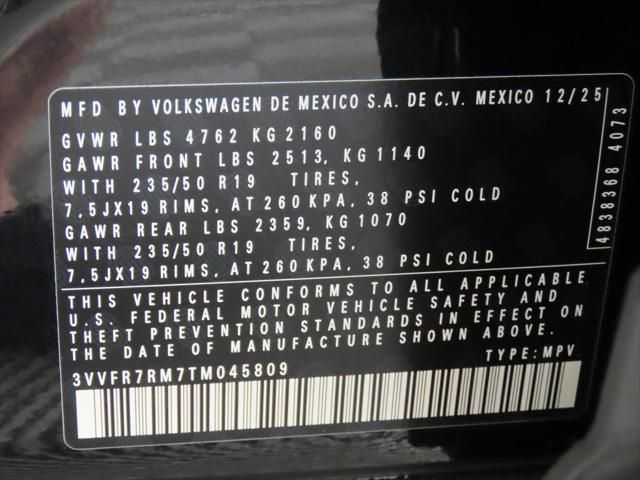 MFD BY VOLKSWAGEN DE MEXICO S.A. DE C.V. MEXICO 12/25
GVWR LBS 4762 KG 2160
GAWR FRONT LBS 2513, KG 1140
WITH 235/50 R19 TIRES,
7,5JX19 RIMS, AT 260 KPA, 38 PSI COLD
GAWR REAR LBS 2359, KG 1070
WITH 235/50 R19 TIRES,
7,5JX19 RIMS, AT 260 KPA, 38 PSI COLD
4838368 4073
THIS VEHICLE CONFORMS TO ALL APPLICABLE
U.S. FEDERAL MOTOR VEHICLE SAFETY AND
THEFT PREVENTION STANDARDS IN EFFECT ON
THE DATE OF MANUFACTURE SHOWN ABOVE.
TYPE: MPV
3VVFR7RM7TM045809